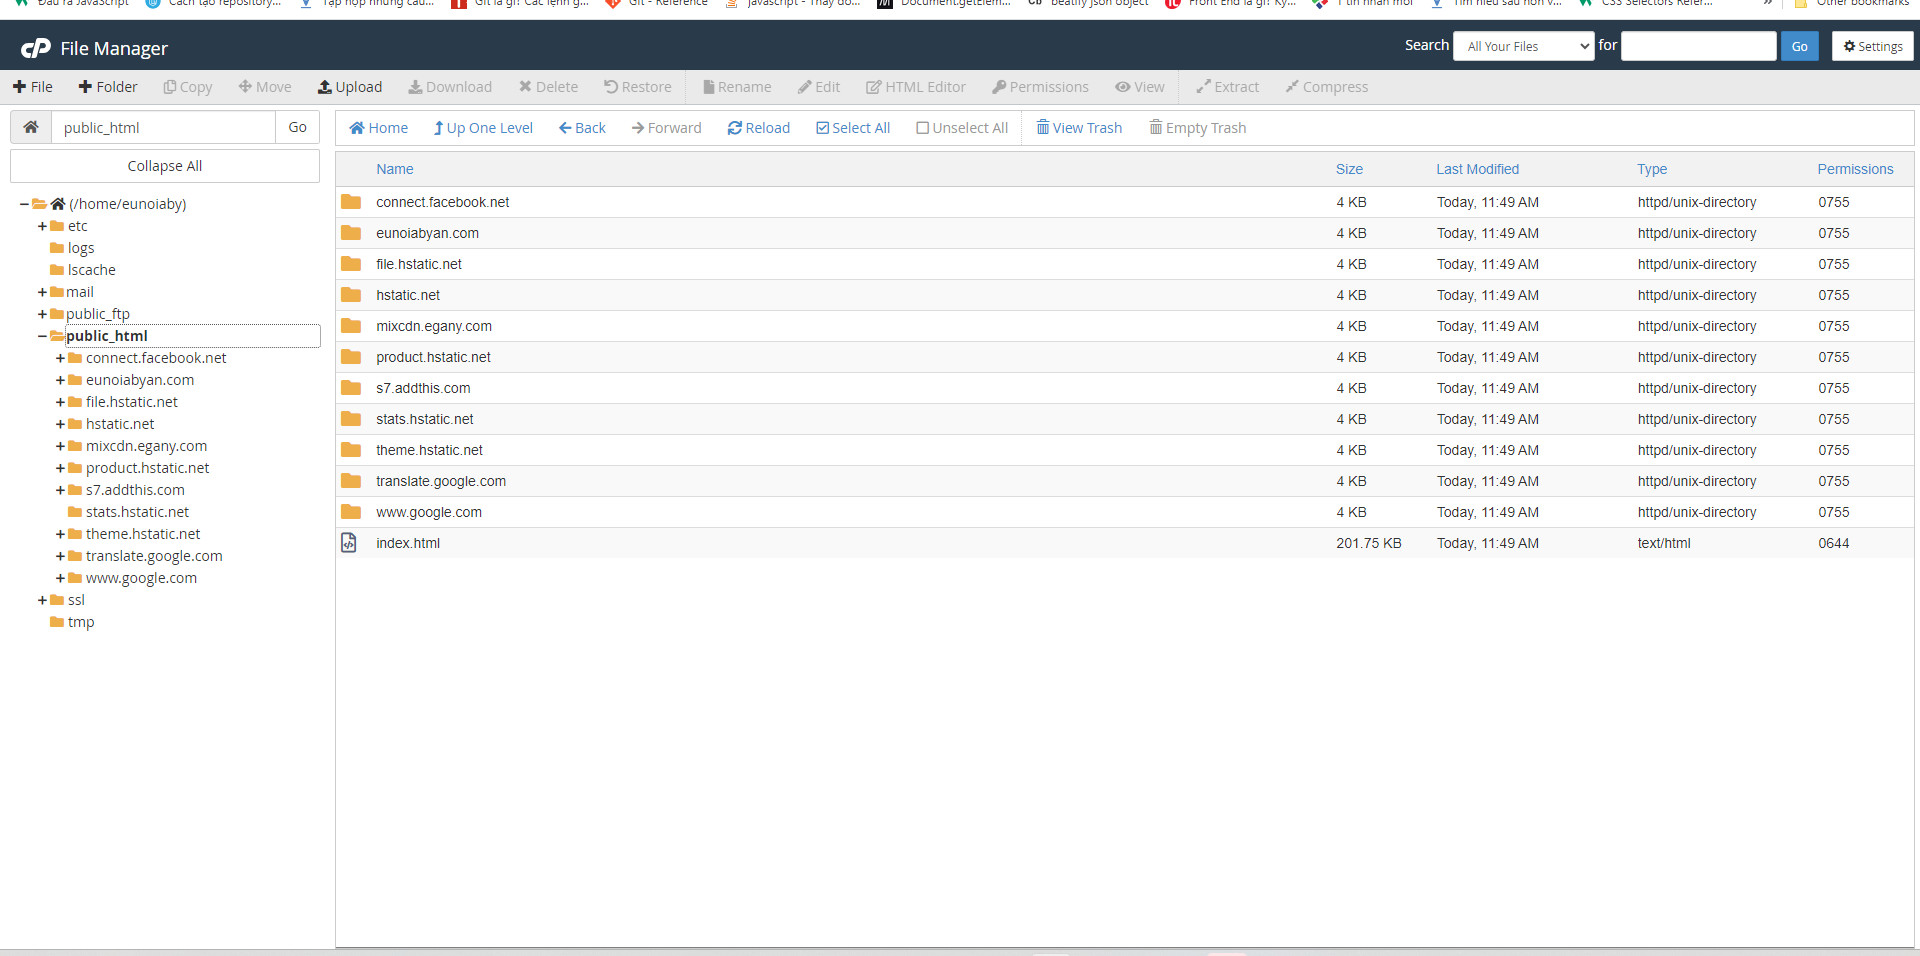 Đầu ra JavaScript
Cách tạo repository...
Tập hợp những câu...
Git là gì? Các lệnh g...
Git - Reference
javascript - Thay đổ...
Document.getElem...
beatify json object
Front End là gì? Kỹ...
1 tin nhắn mới
Tìm hiểu sâu hơn v...
CSS Selectors Refer...
»
Other bookmarks
cP File Manager
Search All Your Files for Go Settings
File Folder Copy Move Upload Download Delete Restore Rename Edit HTML Editor Permissions View Extract Compress
public_html Go
Collapse All
(/home/eunoiaby)
etc
logs
lscache
mail
public_ftp
public_html
connect.facebook.net
eunoiabyan.com
file.hstatic.net
hstatic.net
mixcdn.egany.com
product.hstatic.net
s7.addthis.com
stats.hstatic.net
theme.hstatic.net
translate.google.com
www.google.com
ssl
tmp
Home Up One Level Back Forward Reload Select All Unselect All View Trash Empty Trash
Name Size Last Modified Type Permissions
connect.facebook.net 4 KB Today, 11:49 AM httpd/unix-directory 0755
eunoiabyan.com 4 KB Today, 11:49 AM httpd/unix-directory 0755
file.hstatic.net 4 KB Today, 11:49 AM httpd/unix-directory 0755
hstatic.net 4 KB Today, 11:49 AM httpd/unix-directory 0755
mixcdn.egany.com 4 KB Today, 11:49 AM httpd/unix-directory 0755
product.hstatic.net 4 KB Today, 11:49 AM httpd/unix-directory 0755
s7.addthis.com 4 KB Today, 11:49 AM httpd/unix-directory 0755
stats.hstatic.net 4 KB Today, 11:49 AM httpd/unix-directory 0755
theme.hstatic.net 4 KB Today, 11:49 AM httpd/unix-directory 0755
translate.google.com 4 KB Today, 11:49 AM httpd/unix-directory 0755
www.google.com 4 KB Today, 11:49 AM httpd/unix-directory 0755
index.html 201.75 KB Today, 11:49 AM text/html 0644